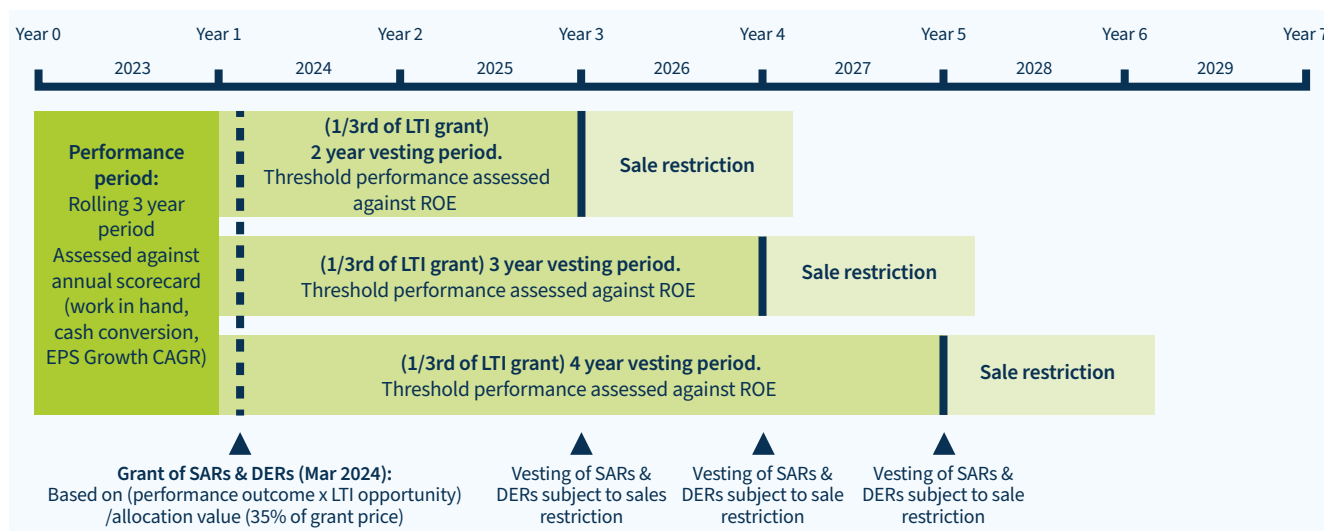 Year 0
Year 1
Year 2
Year 3
Year 4
Year 5
Year 6
Year 7
2023
2024
2025
2026
2027
2028
2029
Performance
period:
Rolling 3 year
period
Assessed against
annual scorecard
(work in hand,
cash conversion,
EPS Growth CAGR)
(1/3rd of LTI grant)
2 year vesting period.
Threshold performance assessed
against ROE
Sale restriction
(1/3rd of LTI grant) 3 year vesting period.
Threshold performance assessed against ROE
Sale restriction
(1/3rd of LTI grant) 4 year vesting period.
Threshold performance assessed against ROE
Sale restriction
Grant of SARs & DERs (Mar 2024):
Based on (performance outcome x LTI opportunity)
/allocation value (35% of grant price)
Vesting of SARs &
DERs subject to sales
restriction
Vesting of SARs &
DERs subject to sale
restriction
Vesting of SARs &
DERs subject to sale
restriction